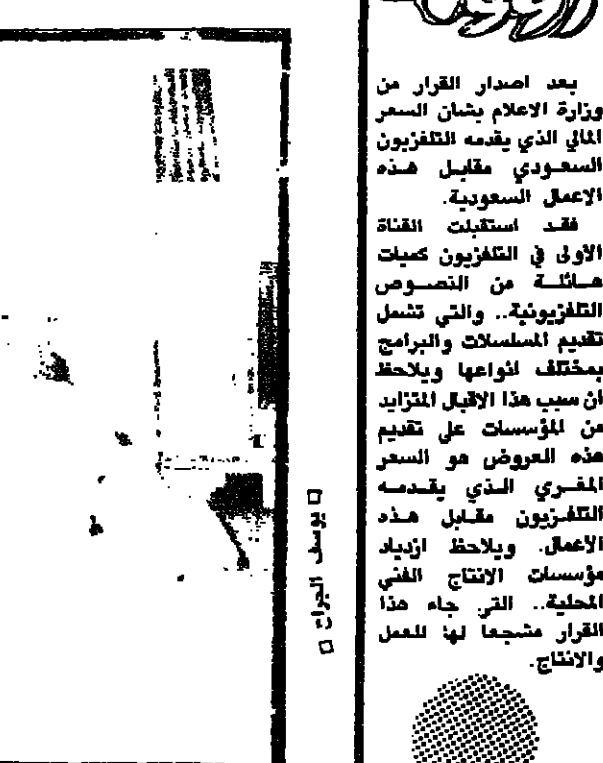 بعد اصدار القرار من
وزارة الاعلام بشان السعر
المالي الذي يقدمه التلفزيون
السعودي مقابل هذه
الاعمال السعودية.
فقد استقبلت القناة
الأولى في التلفزيون كميات
هائلة من النصوص
التلفزيونية.. والتي تشمل
تقديم المسلسلات والبرامج
بمختلف انواعها ويلاحظ
ان سبب هذا الاقبال المتزايد
من المؤسسات على تقديم
هذه العروض هو السعر
المغري الذي يقدمه
التلفزيون مقابل هذه
الأعمال. ويلاحظ ازدياد
مؤسسات الانتاج الفني
المحلية.. التي جاء هذا
القرار مشجعا لها للعمل
والانتاج.
□ يوسف الجراح □